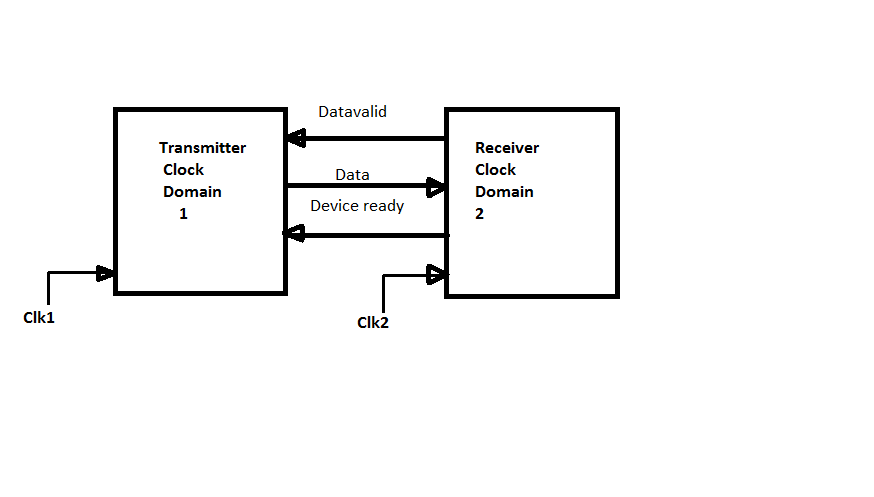 Datavalid
Transmitter
Clock
Domain
1
Data
Device ready
Receiver
Clock
Domain
2
Clk1
Clk2